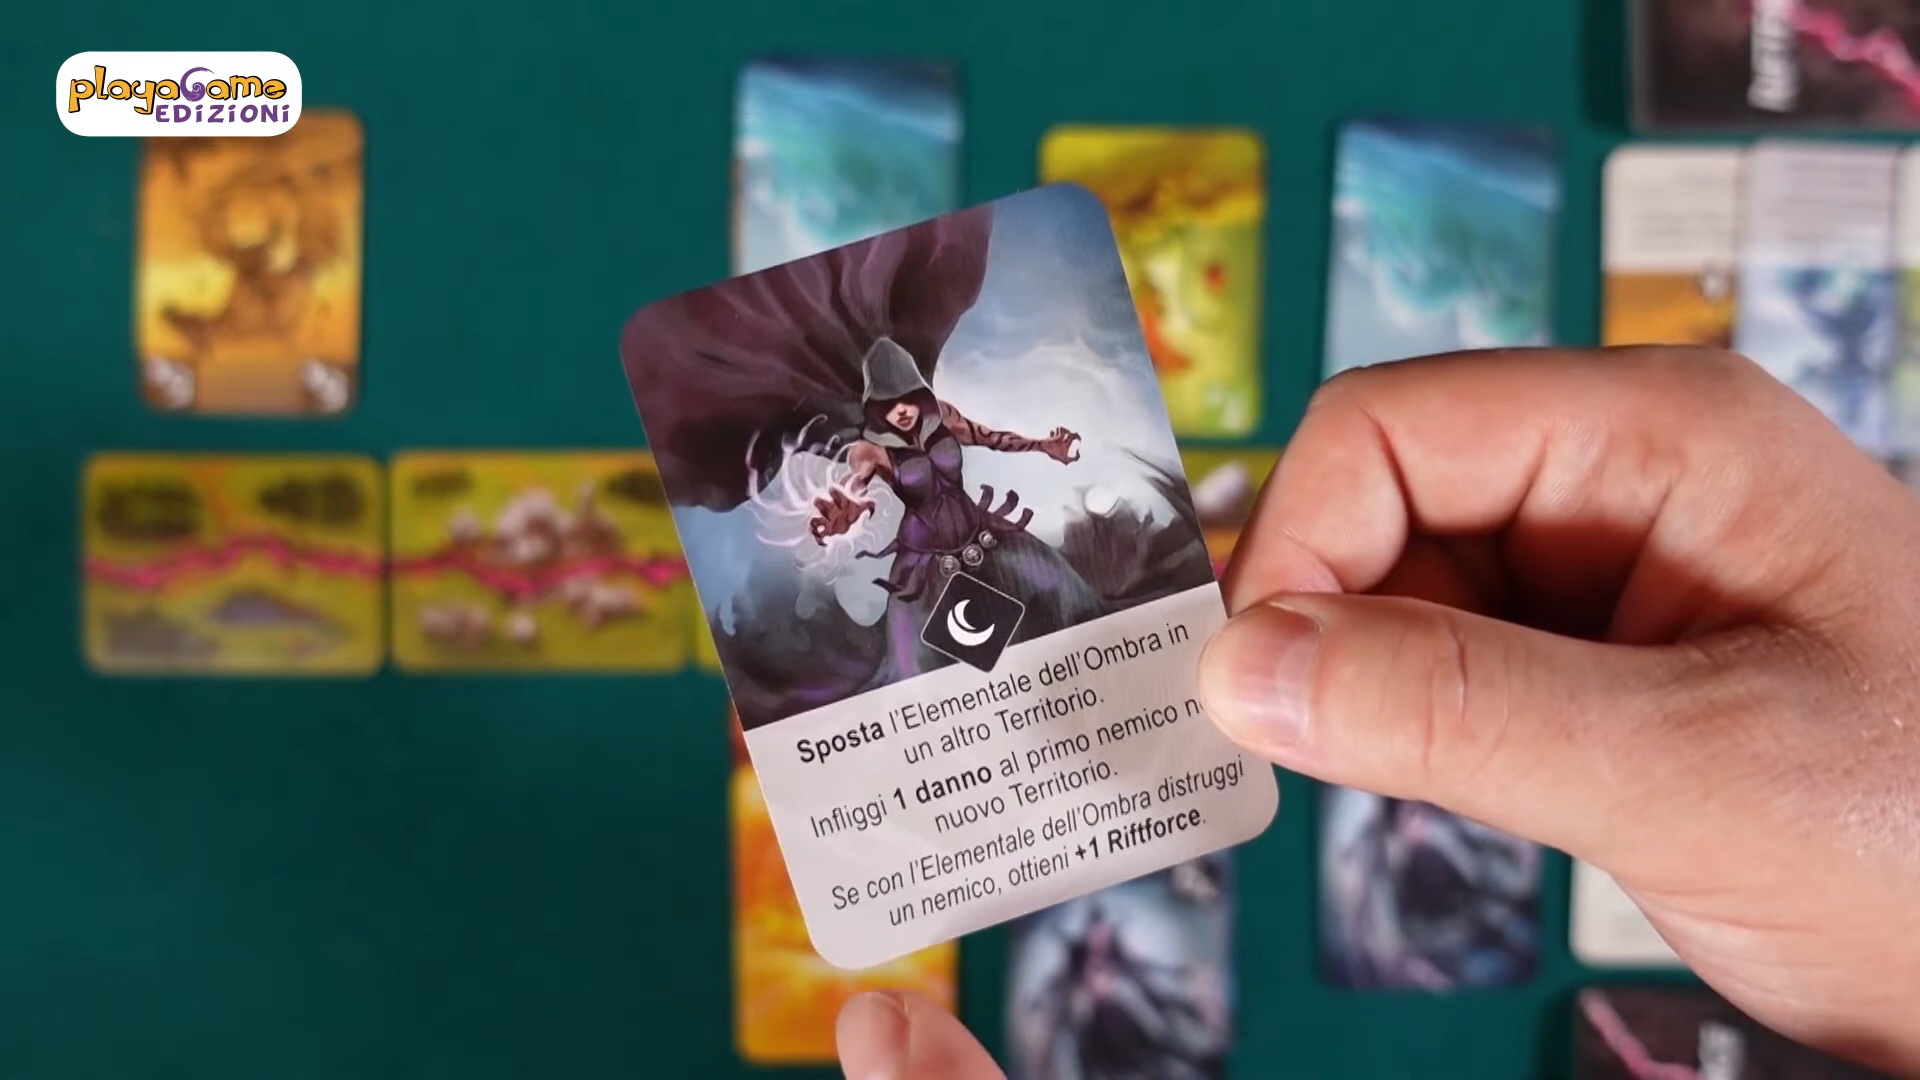 playaGame
EDIZIONI
Sposta l'Elementale dell'Ombra in
un altro Territorio.
Infliggi 1 danno al primo nemico
nuovo Territorio.
Se con l'Elementale dell'Ombra distruggi
un nemico, ottieni +1 Riftforce.